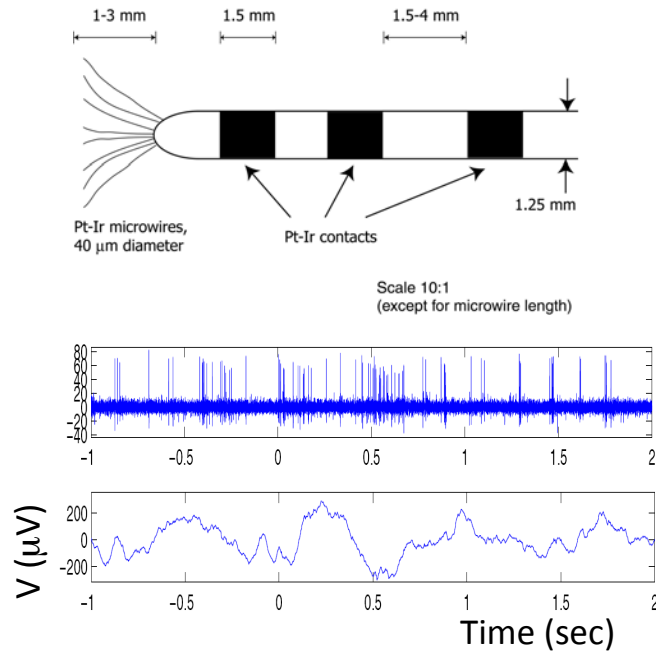 1-3 mm 1.5 mm 1.5-4 mm
1.25 mm
Pt-Ir microwires,
40 μm diameter
Pt-Ir contacts
Scale 10:1
(except for microwire length)
80
60
40
20
0
-20
-40
-1 -0.5 0 0.5 1 1.5 2
V (μV)
200
0
-200
-1 -0.5 0 0.5 1 1.5 2
Time (sec)